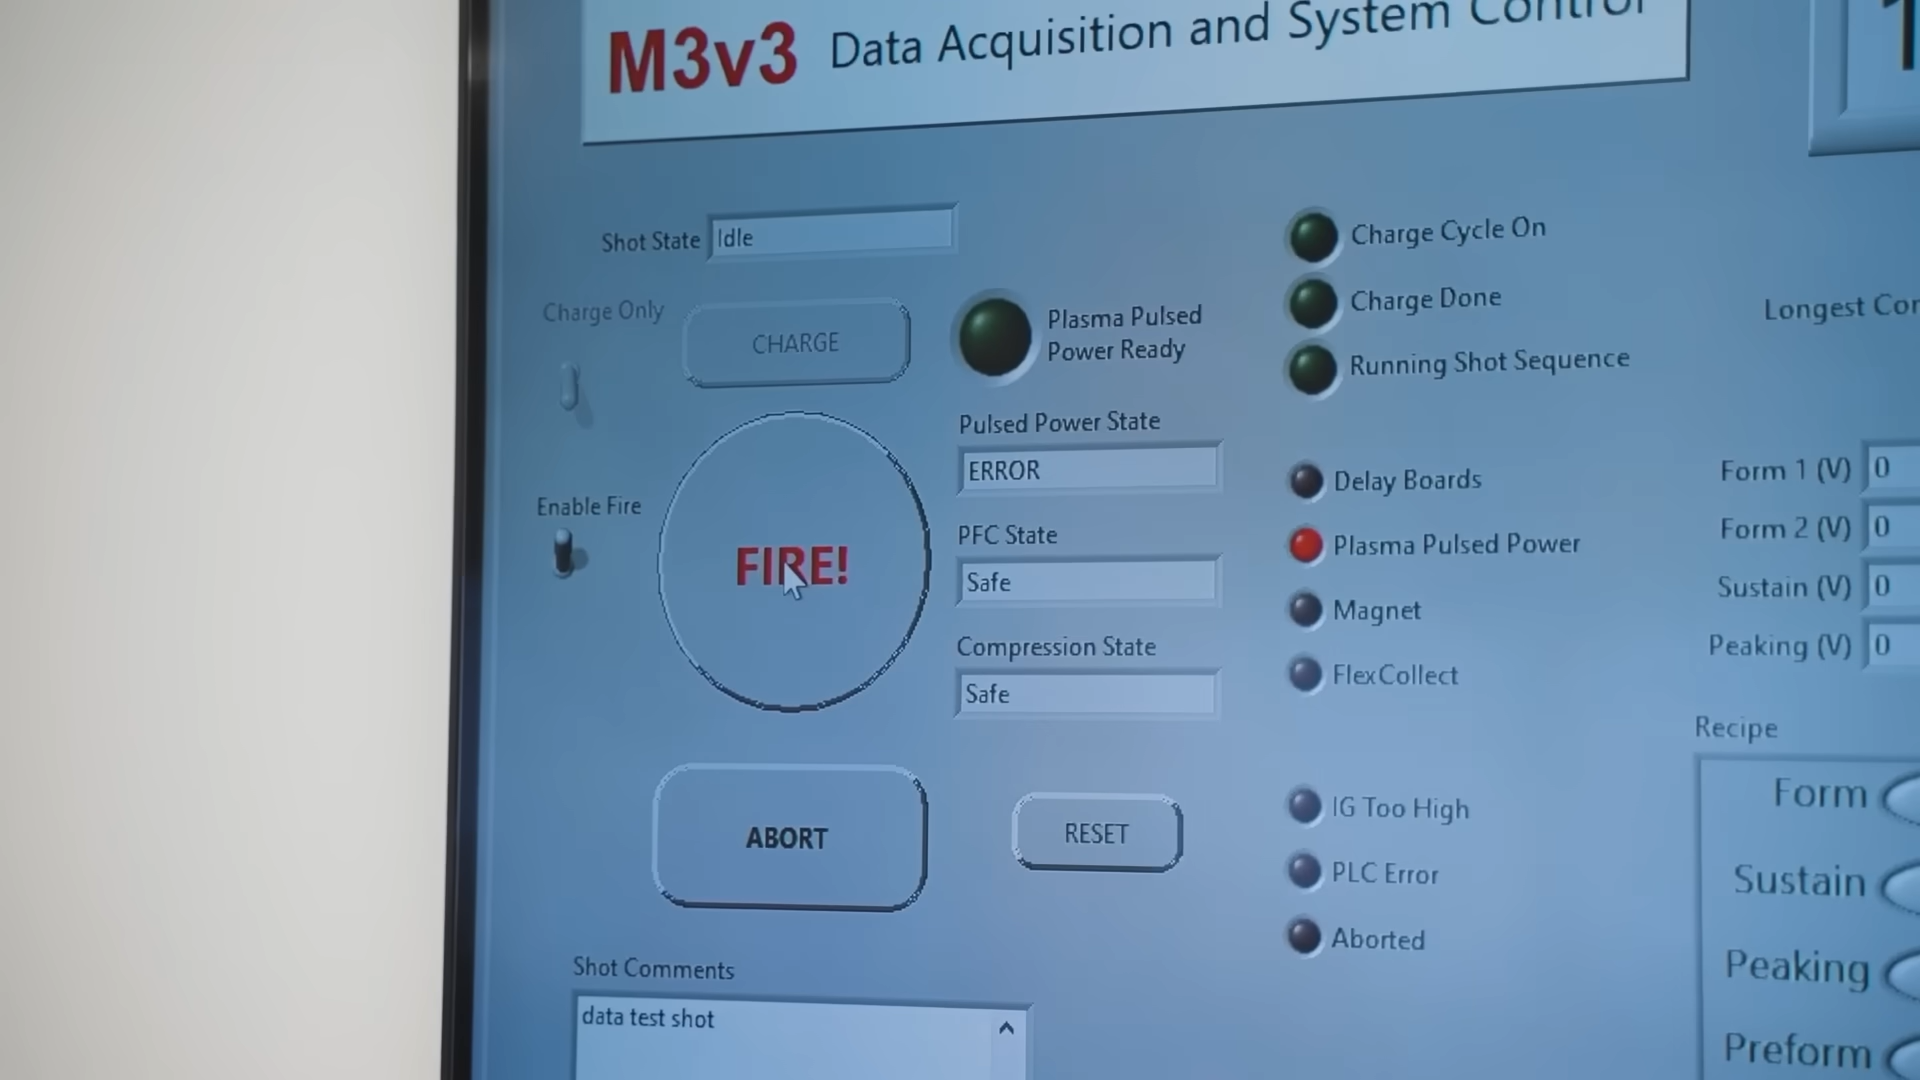 M3v3 Data Acquisition and System Control
Shot State Idle
Charge Only
CHARGE
Plasma Pulsed
Power Ready
Charge Cycle On
Charge Done
Running Shot Sequence
Longest
Enable Fire
FIRE!
Pulsed Power State
ERROR
PFC State
Safe
Compression State
Safe
Delay Boards
Plasma Pulsed Power
Magnet
FlexCollect
Form 1 (V) 0
Form 2 (V) 0
Sustain (V) 0
Peaking (V) 0
ABORT
RESET
IG Too High
PLC Error
Aborted
Recipe
Form
Sustain
Peaking
Preform
Shot Comments
data test shot